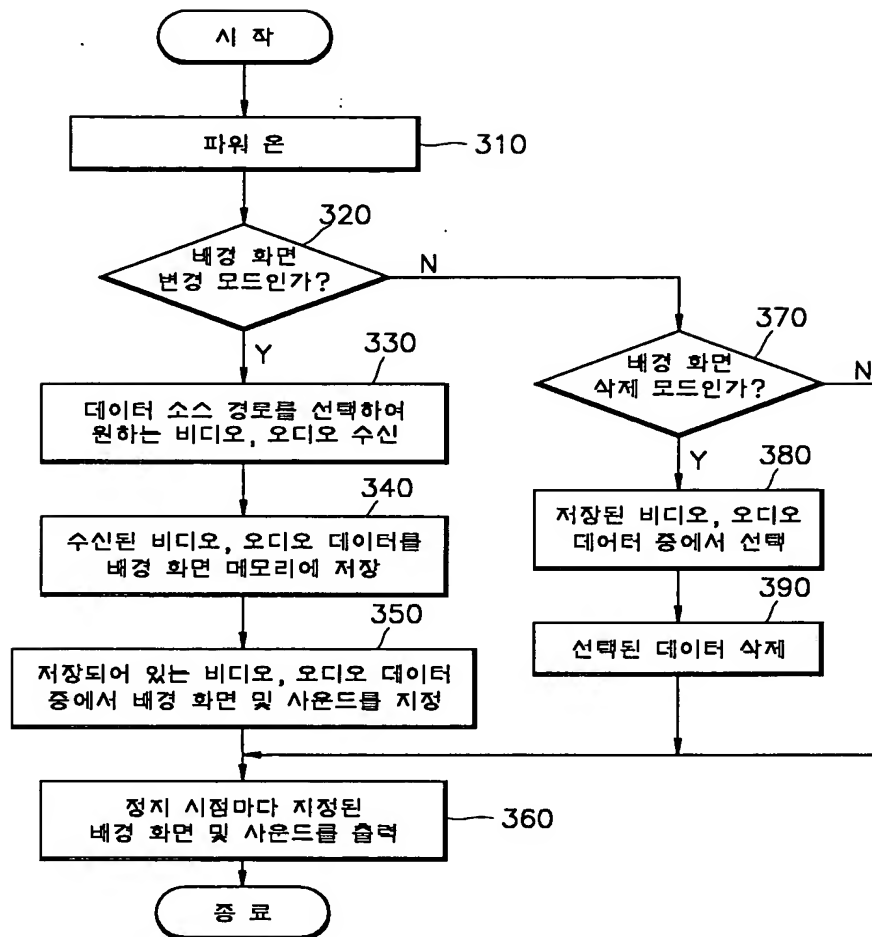 시 작
파워 온
310
320
배경 화면
변경 모드인가?
N
Y
330
데이터 소스 경로를 선택하여
원하는 비디오, 오디오 수신
340
수신된 비디오, 오디오 데이터를
배경 화면 메모리에 저장
350
저장되어 있는 비디오, 오디오 데이터
중에서 배경 화면 및 사운드를 지정
370
배경 화면
삭제 모드인가?
N
Y
380
저장된 비디오, 오디오
데어터 중에서 선택
390
선택된 데이터 삭제
정지 시점마다 지정된
배경 화면 및 사운드를 출력
360
종 료